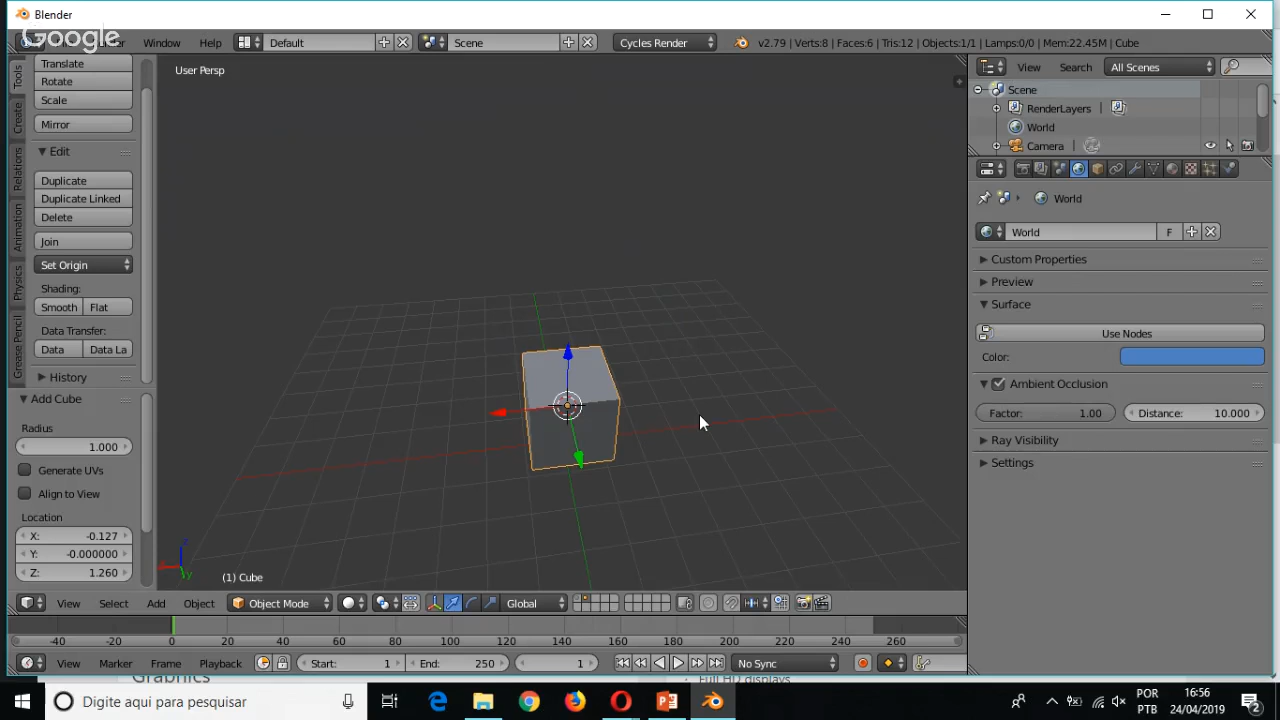 Blender
Google
Window Help Default Scene Cycles Render v2.79 | Verts:8 | Faces:6 | Tris:12 | Objects:1/1 | Lamps:0/0 | Mem:22.45M | Cube
Translate
Rotate
Scale
Mirror
Edit
Duplicate
Duplicate Linked
Delete
Join
Set Origin
Shading:
Smooth Flat
Data Transfer:
Data Data La
History
Tools
Create
Relations
Animation
Physics
Grease Pencil
Add Cube
Radius
1.000
Generate UVs
Align to View
Location
X: -0.127
Y: -0.000000
Z: 1.260
User Persp
z
y
(1) Cube
View Search All Scenes
Scene
RenderLayers
World
Camera
World
World F
Custom Properties
Preview
Surface
Use Nodes
Color:
Ambient Occlusion
Factor: 1.00 Distance: 10.000
Ray Visibility
Settings
View Select Add Object Object Mode Global
-40 -20 0 20 40 60 80 100 120 140 160 180 200 220 240 260
View Marker Frame Playback Start: 1 End: 250 1 No Sync
Graphics
Full HD displays
Digite aqui para pesquisar
POR
PTB
16:56
24/04/2019
2